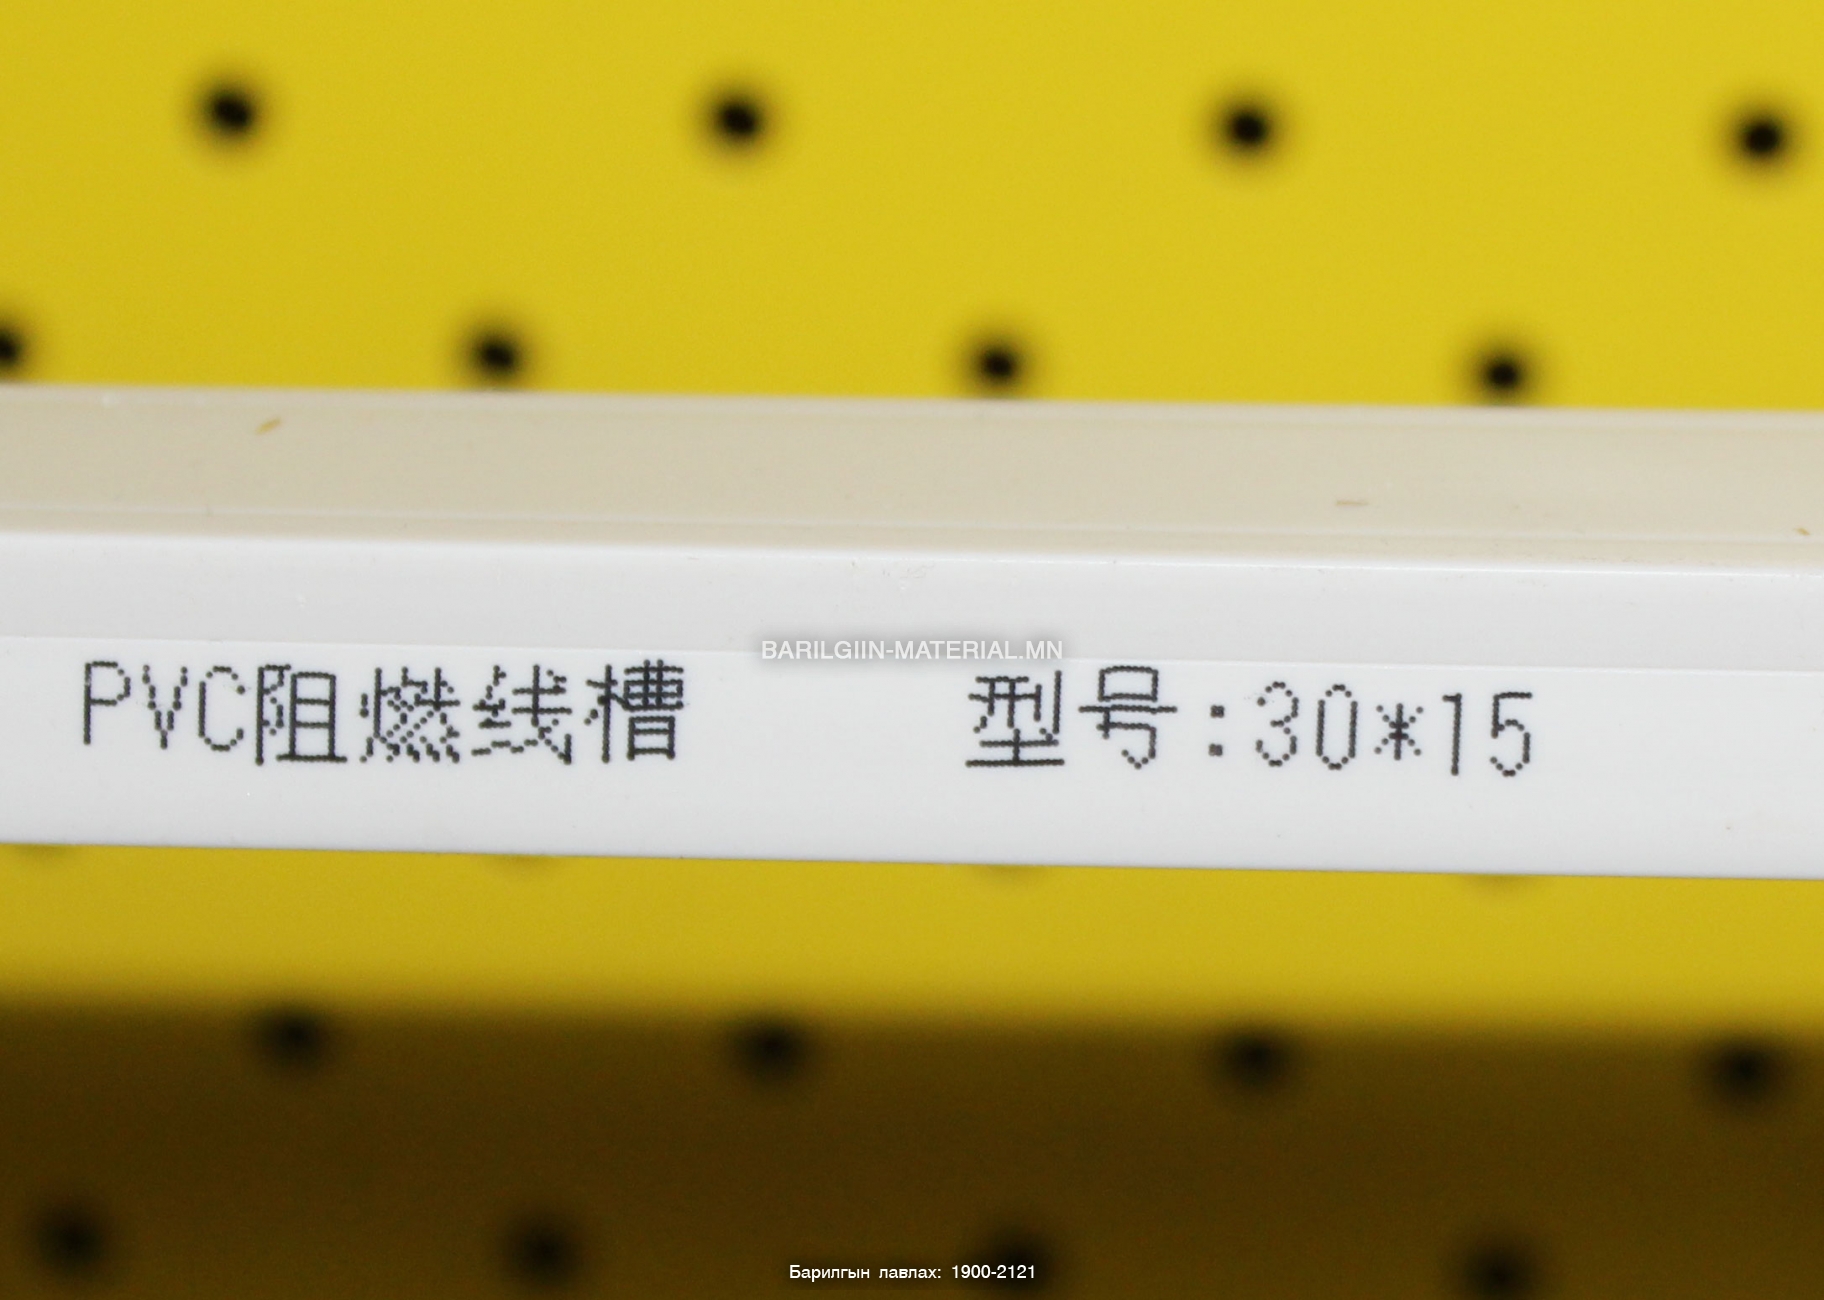 BARILGIIN-MATERIAL.MN
PVC阻燃线槽 型号:30*15
Барилгын лавлах: 1900-2121